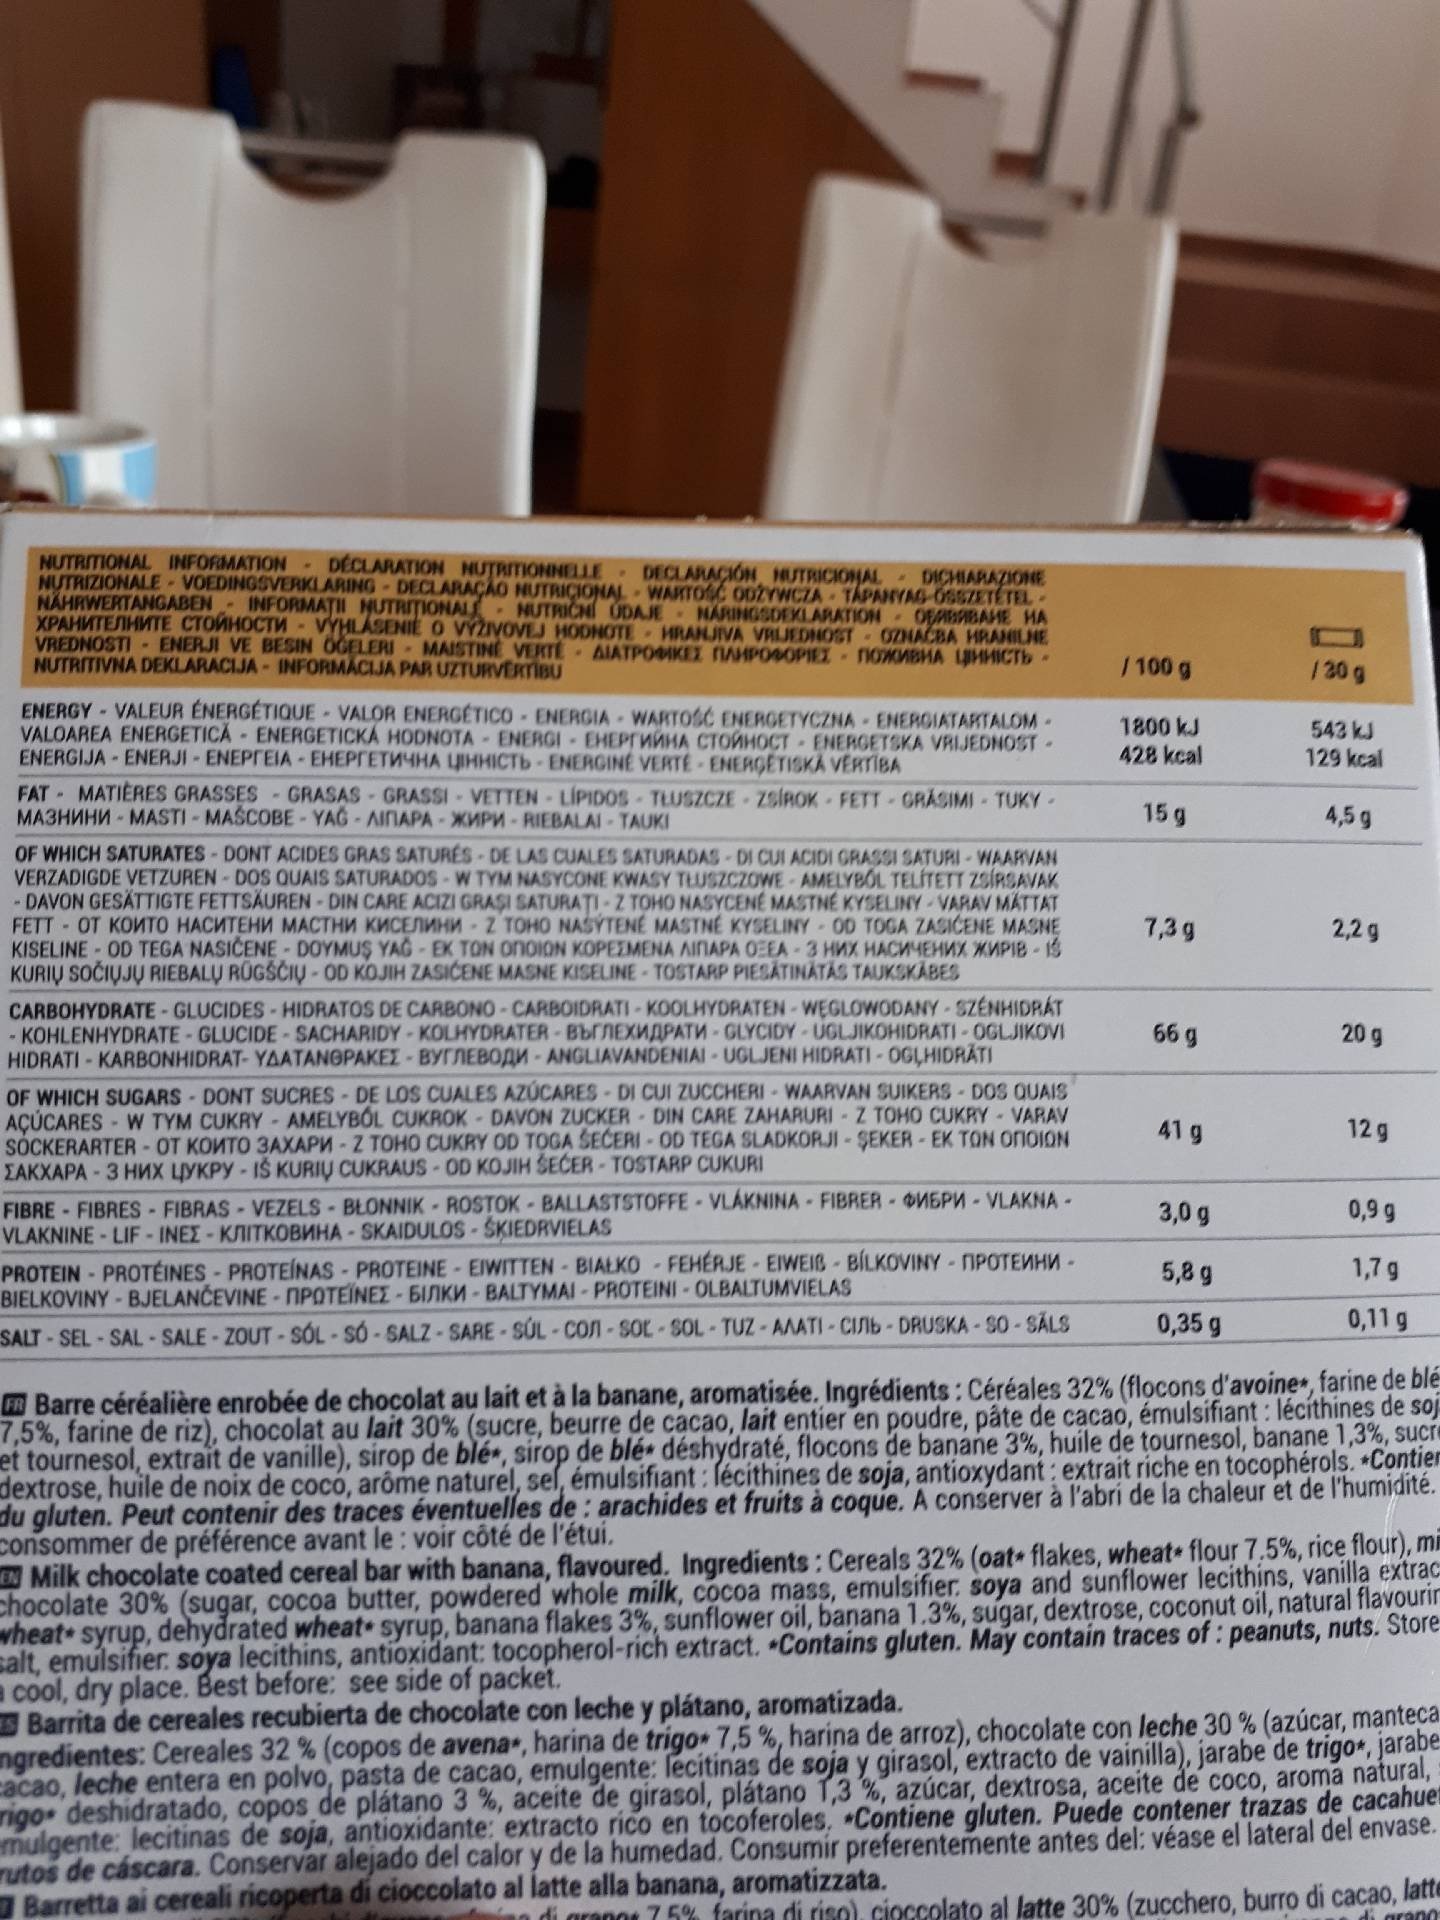 NUTRITIONAL INFORMATION - DÉCLARATION NUTRITIONNELLE - DECLARACIÓN NUTRICIONAL - DICHIARAZIONE
NUTRIZIONALE - VOEDINGSVERKLARING - DECLARAÇÃO NUTRICIONAL - WARTOŚĆ ODŻYWCZA - TÁPANYAG-ÖSSZETÉTEL -
NÄHRWERTANGABEN - INFORMAȚII NUTRIȚIONALE - NUTRIČNÍ ÚDAJE - NÄRINGSDEKLARATION - ОБЯВЯВАНЕ НА
ХРАНИТЕЛНИТЕ СТОЙНОСТИ - VYHLÁSENIE O VÝŽIVOVEJ HODNOTE - HRANJIVA VRIJEDNOST - OZNAČBA HRANILNE
VREDNOSTI - ENERJI VE BESIN ÖĞELERI - MAISTINĖ VERTĖ - ΔΙΑΤΡΟΦΙΚΕΣ ΠΛΗΡΟΦΟΡΙΕΣ - ПОЖИВНА ЦІННІСТЬ -
NUTRITIVNA DEKLARACIJA - INFORMĀCIJA PAR UZTURVĒRTĪBU
/ 100 g / 30 g
ENERGY - VALEUR ÉNERGÉTIQUE - VALOR ENERGÉTICO - ENERGIA - WARTOŚĆ ENERGETYCZNA - ENERGIATARTALOM - 1800 kJ 543 kJ
VALOAREA ENERGETICĂ - ENERGETICKÁ HODNOTA - ENERGI - ЕНЕРГИЙНА СТОЙНОСТ - ENERGETSKA VRIJEDNOST - 428 kcal 129 kcal
ENERGIJA - ENERJI - ΕΝΕΡΓΕΙΑ - ЕНЕРГЕТИЧНА ЦІННІСТЬ - ENERGINĖ VERTĖ - ENERĢĒTISKĀ VĒRTĪBA
FAT - MATIÈRES GRASSES - GRASAS - GRASSI - VETTEN - LÍPIDOS - TŁUSZCZE - ZSÍROK - FETT - GRĂSIMI - TUKY - 15 g 4,5 g
МАЗНИНИ - MASTI - MAŠČOBE - YAĞ - ΛΙΠΑΡΑ - ЖИРИ - RIEBALAI - TAUKI
OF WHICH SATURATES - DONT ACIDES GRAS SATURÉS - DE LAS CUALES SATURADAS - DI CUI ACIDI GRASSI SATURI - WAARVAN
VERZADIGDE VETZUREN - DOS QUAIS SATURADOS - W TYM NASYCONE KWASY TŁUSZCZOWE - AMELYBŐL TELÍTETT ZSÍRSAVAK
- DAVON GESÄTTIGTE FETTSÄUREN - DIN CARE ACIZI GRAȘI SATURAȚI - Z TOHO NASYCENÉ MASTNÉ KYSELINY - VARAV MÄTTAT
FETT - ОТ КОИТО НАСИТЕНИ МАСТНИ КИСЕЛИНИ - Z TOHO NASÝTENÉ MASTNÉ KYSELINY - OD TOGA ZASIĆENE MASNE 7,3 g 2,2 g
KISELINE - OD TEGA NASIČENE - DOYMUŞ YAĞ - ΕΚ ΤΩΝ ΟΠΟΙΩΝ ΚΟΡΕΣΜΕΝΑ ΛΙΠΑΡΑ ΟΞΕΑ - З НИХ НАСИЧЕНИХ ЖИРІВ - IŠ
KURIŲ SOČIŲJŲ RIEBALŲ RŪGŠČIŲ - OD KOJIH ZASIĆENE MASNE KISELINE - TOSTARP PIESĀTINĀTĀS TAUKSKĀBES
CARBOHYDRATE - GLUCIDES - HIDRATOS DE CARBONO - CARBOIDRATI - KOOLHYDRATEN - WĘGLOWODANY - SZÉNHIDRÁT
- KOHLENHYDRATE - GLUCIDE - SACHARIDY - KOLHYDRATER - ВЪГЛЕХИДРАТИ - GLYCIDY - UGLJIKOHIDRATI - OGLJIKOVI 66 g 20 g
HIDRATI - KARBONHIDRAT- ΥΔΑΤΑΝΘΡΑΚΕΣ - ВУГЛЕВОДИ - ANGLIAVANDENIAI - UGLJENI HIDRATI - OGĻHIDRĀTI
OF WHICH SUGARS - DONT SUCRES - DE LOS CUALES AZÚCARES - DI CUI ZUCCHERI - WAARVAN SUIKERS - DOS QUAIS
AÇÚCARES - W TYM CUKRY - AMELYBŐL CUKROK - DAVON ZUCKER - DIN CARE ZAHARURI - Z TOHO CUKRY - VARAV 41 g 12 g
SOCKERARTER - ОТ КОИТО ЗАХАРИ - Z TOHO CUKRY OD TOGA ŠEĆERI - OD TEGA SLADKORJI - ŞEKER - ΕΚ ΤΩΝ ΟΠΟΙΩΝ
ΣΑΚΧΑΡΑ - З НИХ ЦУКРУ - IŠ KURIŲ CUKRAUS - OD KOJIH ŠEĆER - TOSTARP CUKURI
FIBRE - FIBRES - FIBRAS - VEZELS - BŁONNIK - ROSTOK - BALLASTSTOFFE - VLÁKNINA - FIBRER - ФИБРИ - VLAKNA - 3,0 g 0,9 g
VLAKNINE - LIF - ΙΝΕΣ - КЛІТКОВИНА - SKAIDULOS - ŠĶIEDRVIELAS
PROTEIN - PROTÉINES - PROTEÍNAS - PROTEINE - EIWITTEN - BIAŁKO - FEHÉRJE - EIWEIß - BÍLKOVINY - ПРОТЕИНИ - 5,8 g 1,7 g
BIELKOVINY - BJELANČEVINE - ΠΡΩΤΕΪΝΕΣ - БІЛКИ - BALTYMAI - PROTEINI - OLBALTUMVIELAS
SALT - SEL - SAL - SALE - ZOUT - SÓL - SÓ - SALZ - SARE - SŮL - СОЛ - SOĽ - SOL - TUZ - ΑΛΑΤΙ - СІЛЬ - DRUSKA - SO - SĀLS 0,35 g 0,11 g
FR Barre céréalière enrobée de chocolat au lait et à la banane, aromatisée. Ingrédients : Céréales 32% (flocons d'avoine*, farine de blé
7,5%, farine de riz), chocolat au lait 30% (sucre, beurre de cacao, lait entier en poudre, pâte de cacao, émulsifiant : lécithines de soj
et tournesol, extrait de vanille), sirop de blé*, sirop de blé* déshydraté, flocons de banane 3%, huile de tournesol, banane 1,3%, sucre
dextrose, huile de noix de coco, arôme naturel, sel, émulsifiant : lécithines de soja, antioxydant : extrait riche en tocophérols. *Contien
du gluten. Peut contenir des traces éventuelles de : arachides et fruits à coque. A conserver à l'abri de la chaleur et de l'humidité.
consommer de préférence avant le : voir côté de l'étui.
EN Milk chocolate coated cereal bar with banana, flavoured. Ingredients : Cereals 32% (oat* flakes, wheat* flour 7.5%, rice flour), mi
chocolate 30% (sugar, cocoa butter, powdered whole milk, cocoa mass, emulsifier: soya and sunflower lecithins, vanilla extrac
wheat* syrup, dehydrated wheat* syrup, banana flakes 3%, sunflower oil, banana 1.3%, sugar, dextrose, coconut oil, natural flavourin
salt, emulsifier: soya lecithins, antioxidant: tocopherol-rich extract. *Contains gluten. May contain traces of : peanuts, nuts. Store
a cool, dry place. Best before: see side of packet.
ES Barrita de cereales recubierta de chocolate con leche y plátano, aromatizada.
ngredientes: Cereales 32 % (copos de avena*, harina de trigo* 7,5 %, harina de arroz), chocolate con leche 30 % (azúcar, manteca
cacao, leche entera en polvo, pasta de cacao, emulgente: lecitinas de soja y girasol, extracto de vainilla), jarabe de trigo*, jarabe
rigo* deshidratado, copos de plátano 3 %, aceite de girasol, plátano 1,3 %, azúcar, dextrosa, aceite de coco, aroma natural,
emulgente: lecitinas de soja, antioxidante: extracto rico en tocoferoles. *Contiene gluten. Puede contener trazas de cacahuet
rutos de cáscara. Conservar alejado del calor y de la humedad. Consumir preferentemente antes del: véase el lateral del envase.
Barretta ai cereali ricoperta di cioccolato al latte alla banana, aromatizzata.
di grano* 7,5%, farina di riso), cioccolato al latte 30% (zucchero, burro di cacao, latte